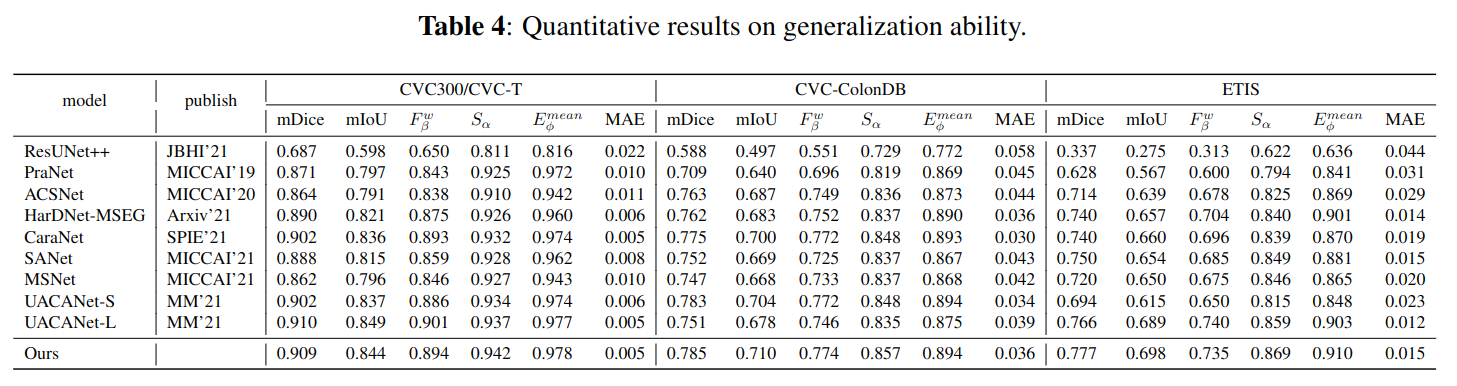 Table 4: Quantitative results on generalization ability.
model publish CVC300/CVC-T CVC-ColonDB ETIS
mDice mIoU F_β^w S_α E_ϕ^mean MAE mDice mIoU F_β^w S_α E_ϕ^mean MAE mDice mIoU F_β^w S_α E_ϕ^mean MAE
ResUNet++ JBHI'21 0.687 0.598 0.650 0.811 0.816 0.022 0.588 0.497 0.551 0.729 0.772 0.058 0.337 0.275 0.313 0.622 0.636 0.044
PraNet MICCAI'19 0.871 0.797 0.843 0.925 0.972 0.010 0.709 0.640 0.696 0.819 0.869 0.045 0.628 0.567 0.600 0.794 0.841 0.031
ACSNet MICCAI'20 0.864 0.791 0.838 0.910 0.942 0.011 0.763 0.687 0.749 0.836 0.873 0.044 0.714 0.639 0.678 0.825 0.869 0.029
HarDNet-MSEG Arxiv'21 0.890 0.821 0.875 0.926 0.960 0.006 0.762 0.683 0.752 0.837 0.890 0.036 0.740 0.657 0.704 0.840 0.901 0.014
CaraNet SPIE'21 0.902 0.836 0.893 0.932 0.974 0.005 0.775 0.700 0.772 0.848 0.893 0.030 0.740 0.660 0.696 0.839 0.870 0.019
SANet MICCAI'21 0.888 0.815 0.859 0.928 0.962 0.008 0.752 0.669 0.725 0.837 0.867 0.043 0.750 0.654 0.685 0.849 0.881 0.015
MSNet MICCAI'21 0.862 0.796 0.846 0.927 0.943 0.010 0.747 0.668 0.733 0.837 0.868 0.042 0.720 0.650 0.675 0.846 0.865 0.020
UACANet-S MM'21 0.902 0.837 0.886 0.934 0.974 0.006 0.783 0.704 0.772 0.848 0.894 0.034 0.694 0.615 0.650 0.815 0.848 0.023
UACANet-L MM'21 0.910 0.849 0.901 0.937 0.977 0.005 0.751 0.678 0.746 0.835 0.875 0.039 0.766 0.689 0.740 0.859 0.903 0.012
Ours 0.909 0.844 0.894 0.942 0.978 0.005 0.785 0.710 0.774 0.857 0.894 0.036 0.777 0.698 0.735 0.869 0.910 0.015